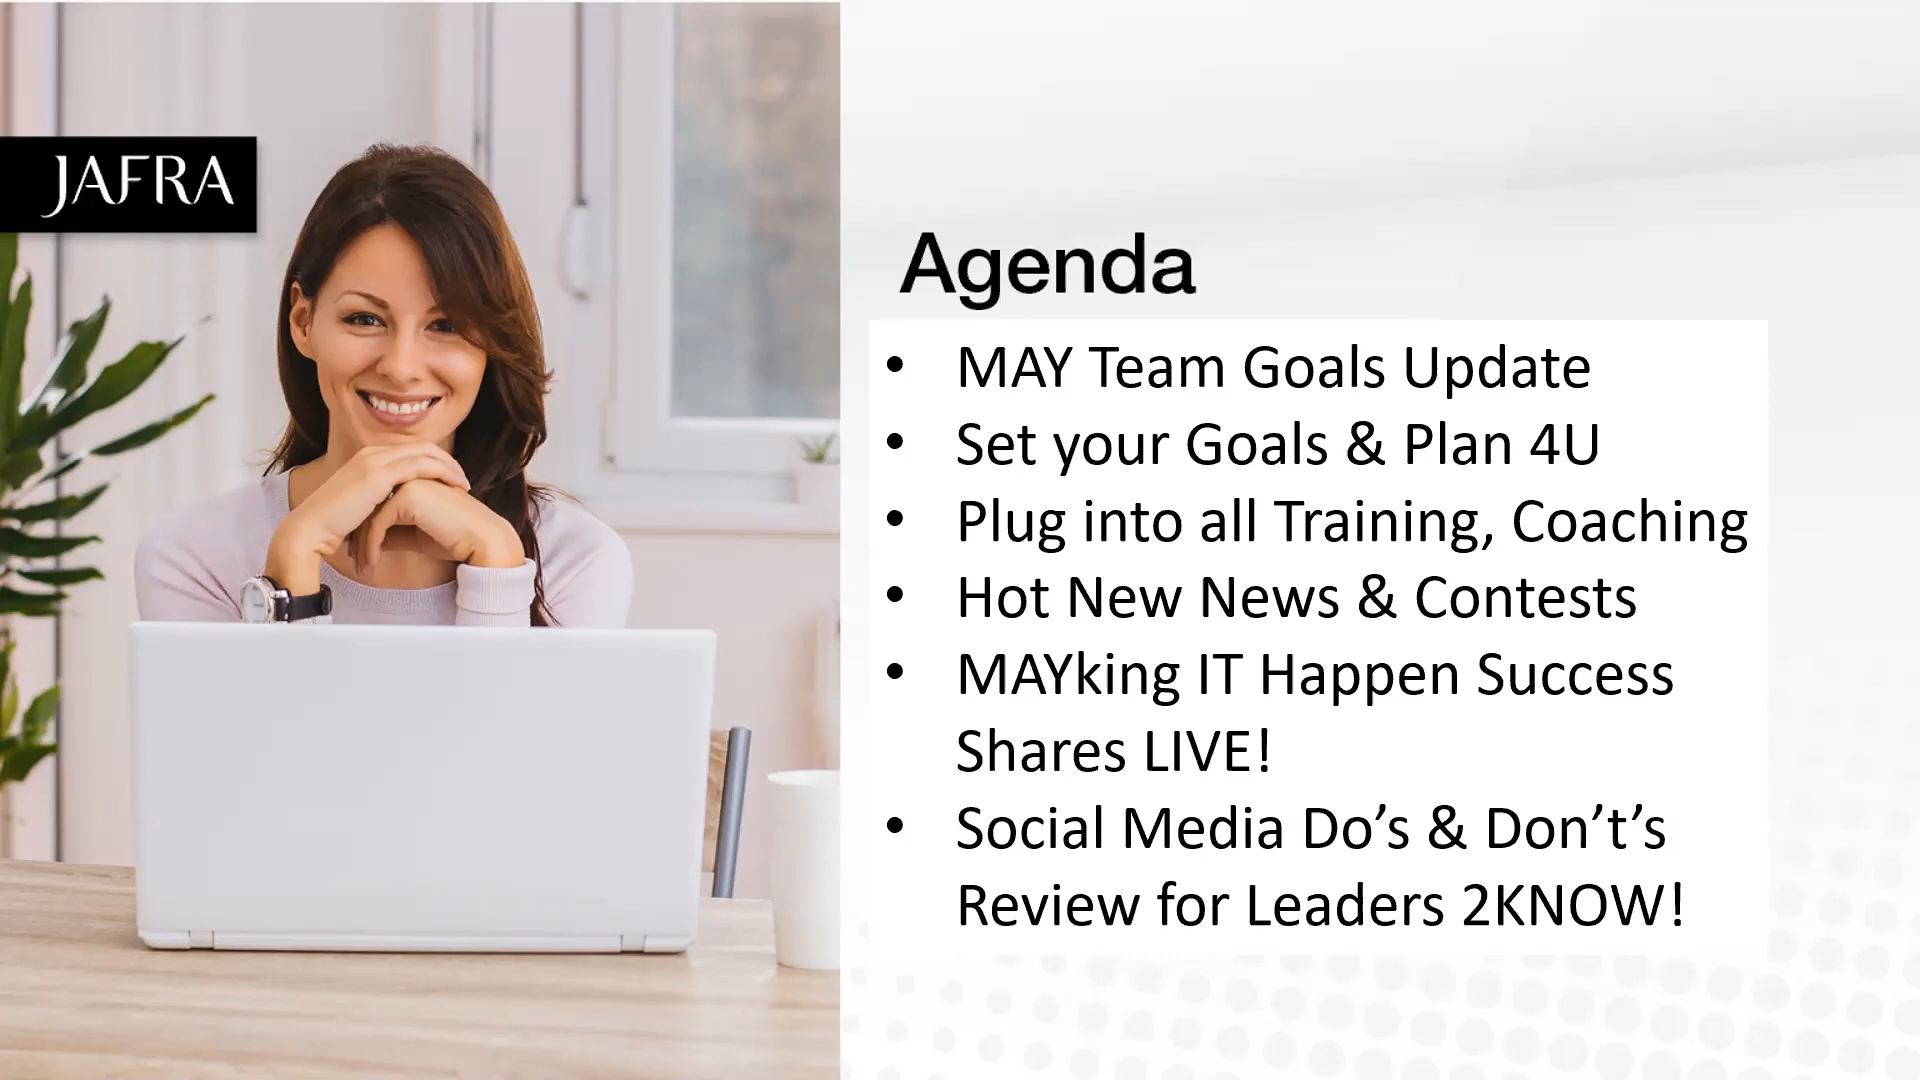 JAFRA
Agenda
• MAY Team Goals Update
• Set your Goals & Plan 4U
• Plug into all Training, Coaching
• Hot New News & Contests
• MAYking IT Happen Success
Shares LIVE!
• Social Media Do’s & Don’t’s
Review for Leaders 2KNOW!